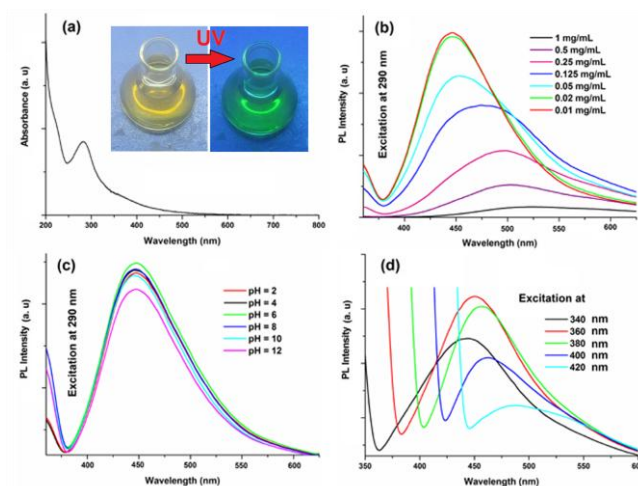 (a)
UV
Absorbance (a. u)
200 300 400 500 600 700 800
Wavelength (nm)
(b)
PL Intensity (a. u)
Excitation at 290 nm
1 mg/mL
0.5 mg/mL
0.25 mg/mL
0.125 mg/mL
0.05 mg/mL
0.02 mg/mL
0.01 mg/mL
400 450 500 550 600
Wavelength (nm)
(c)
PL Intensity (a. u)
Excitation at 290 nm
pH = 2
pH = 4
pH = 6
pH = 8
pH = 10
pH = 12
400 450 500 550 600
Wavelength (nm)
(d)
PL Intensity (a. u)
Excitation at
340 nm
360 nm
380 nm
400 nm
420 nm
350 400 450 500 550 600
Wavelength (nm)